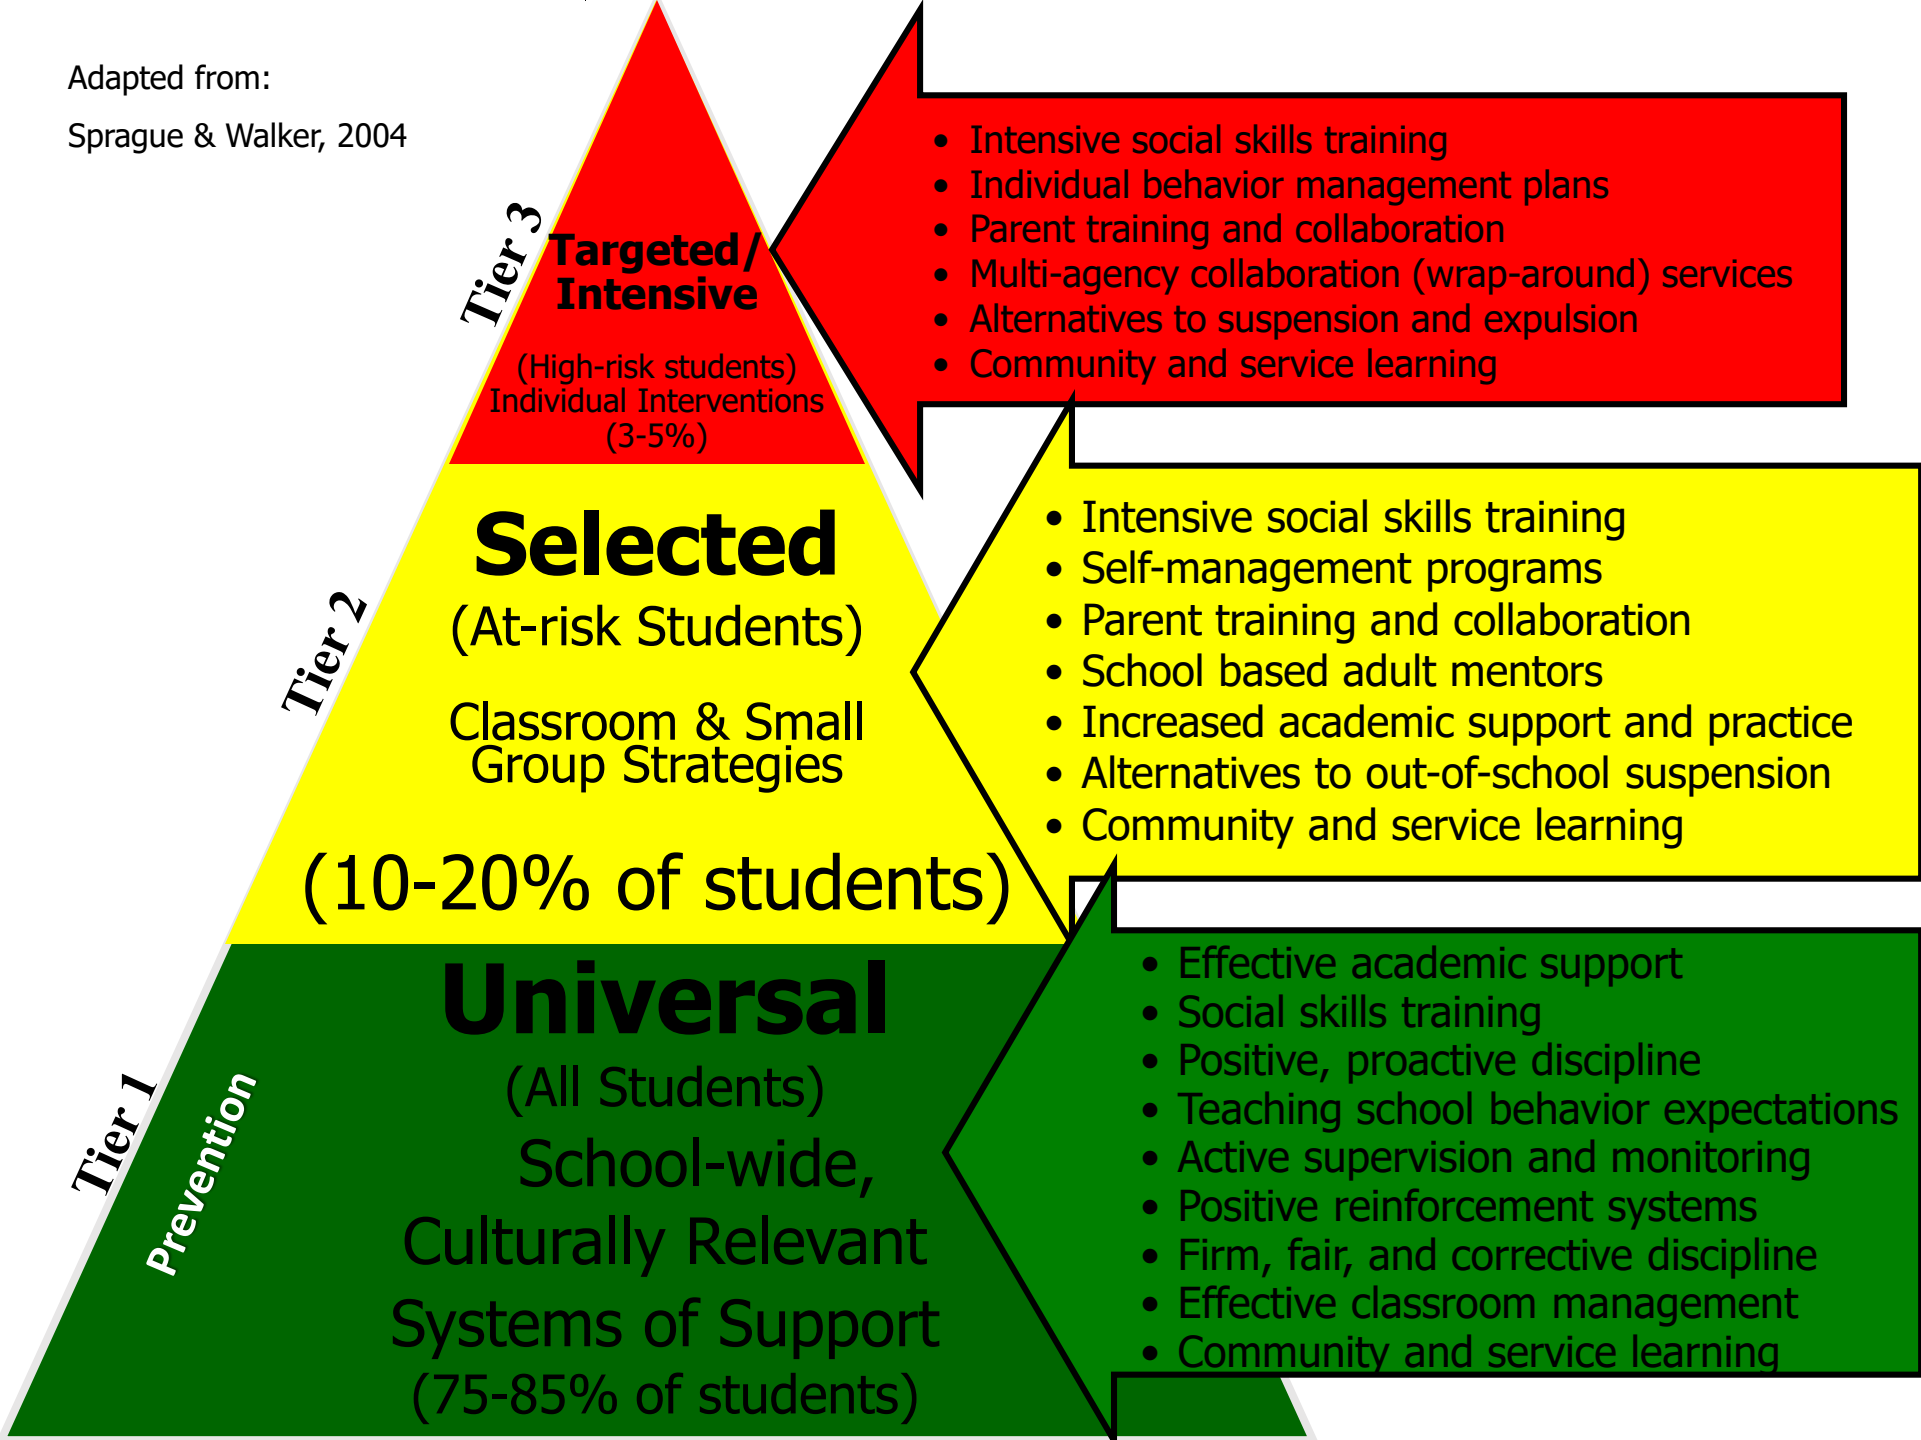 Adapted from:
Sprague & Walker, 2004
Tier 3
Targeted/
Intensive
(High-risk students)
Individual Interventions
(3-5%)
• Intensive social skills training
• Individual behavior management plans
• Parent training and collaboration
• Multi-agency collaboration (wrap-around) services
• Alternatives to suspension and expulsion
• Community and service learning
Tier 2
Selected
(At-risk Students)
Classroom & Small
Group Strategies
(10-20% of students)
• Intensive social skills training
• Self-management programs
• Parent training and collaboration
• School based adult mentors
• Increased academic support and practice
• Alternatives to out-of-school suspension
• Community and service learning
Tier 1
Prevention
Universal
(All Students)
School-wide,
Culturally Relevant
Systems of Support
(75-85% of students)
• Effective academic support
• Social skills training
• Positive, proactive discipline
• Teaching school behavior expectations
• Active supervision and monitoring
• Positive reinforcement systems
• Firm, fair, and corrective discipline
• Effective classroom management
• Community and service learning